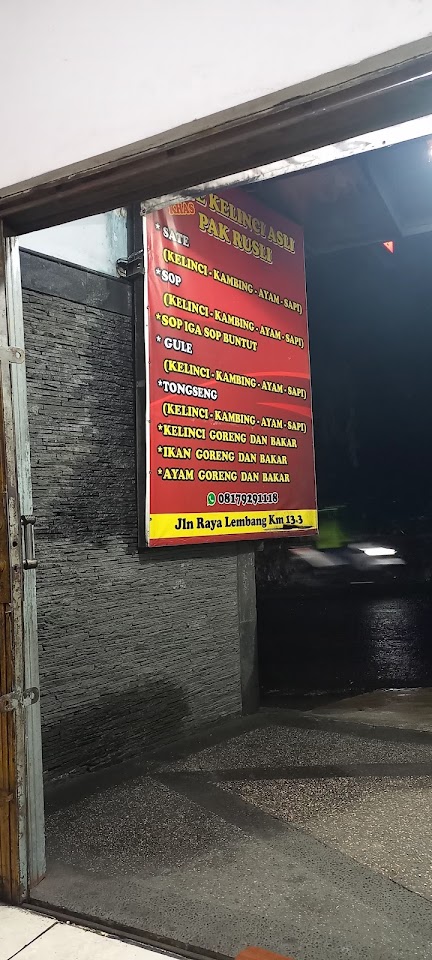 KHAS
KELINCI ASLI
PAK RUSLI
* SATE
(KELINCI - KAMBING - AYAM - SAPI)
*SOP
(KELINCI - KAMBING - AYAM - SAPI)
*SOP IGA SOP BUNTUT
* GULE
(KELINCI - KAMBING - AYAM - SAPI)
*TONGSENG
(KELINCI - KAMBING - AYAM - SAPI)
*KELINCI GORENG DAN BAKAR
*IKAN GORENG DAN BAKAR
*AYAM GORENG DAN BAKAR
08179291118
Jln Raya Lembang Km 13-3